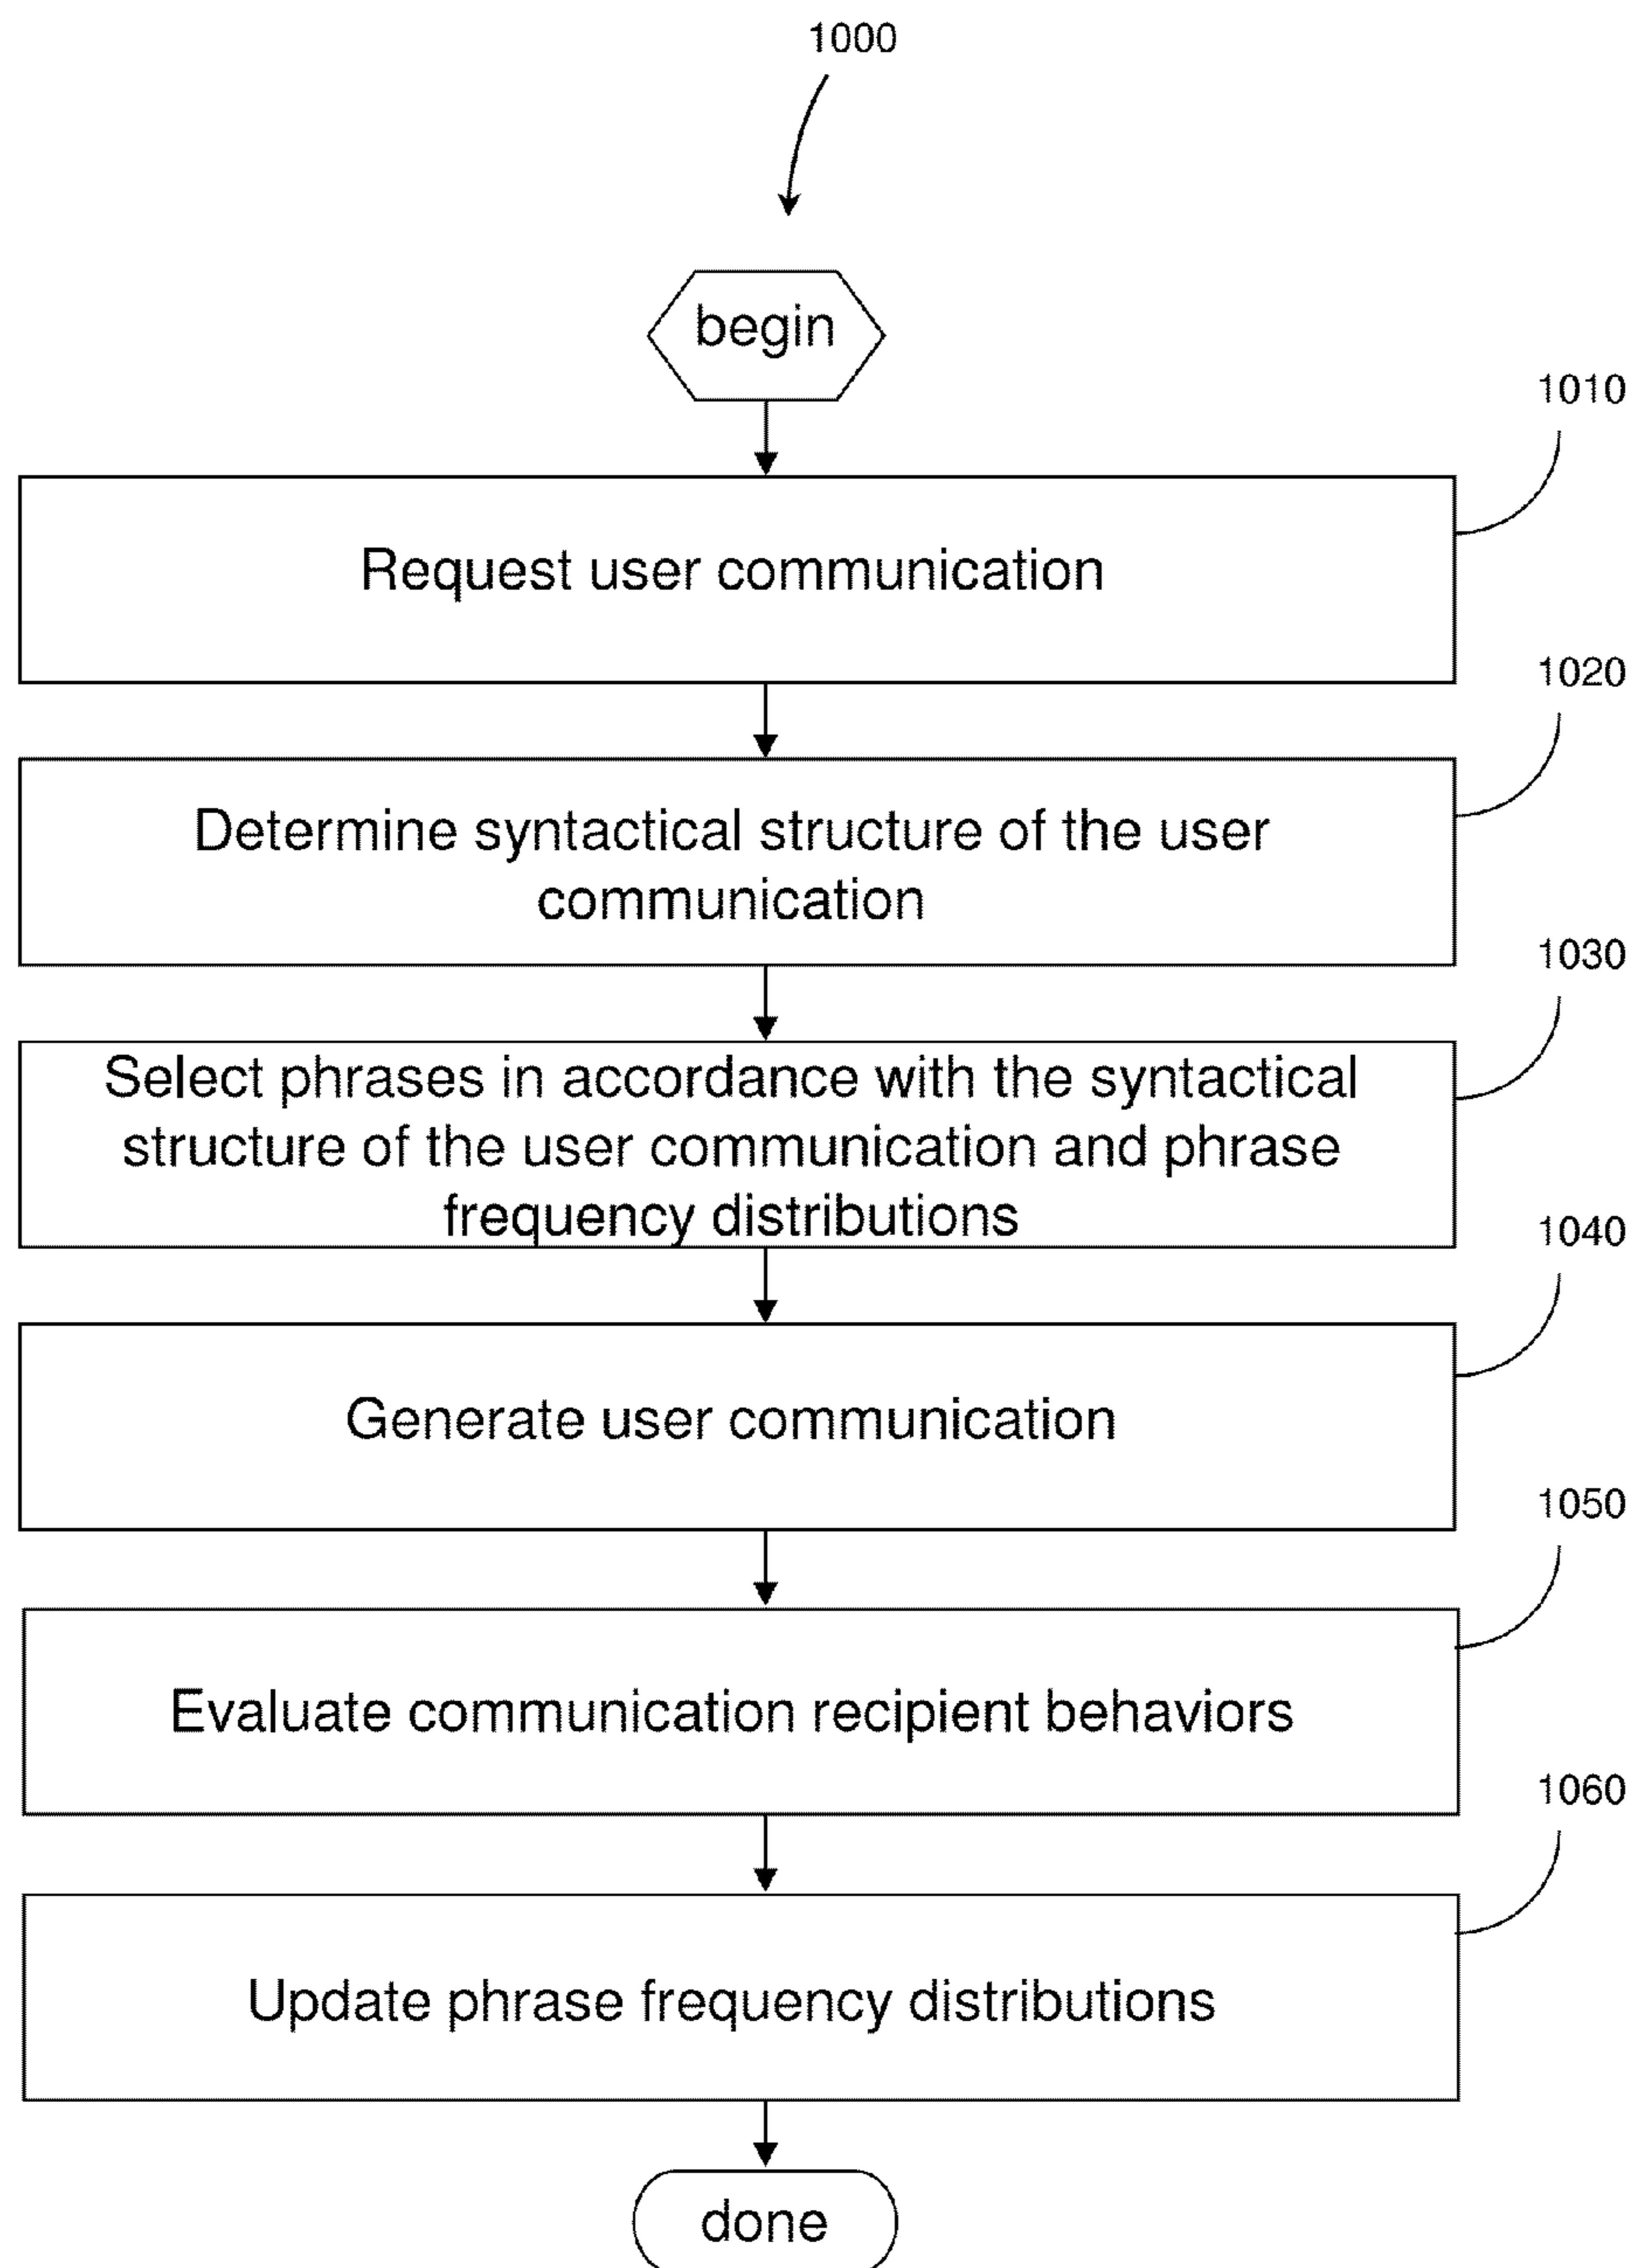 1000
begin
1010
Request user communication
1020
Determine syntactical structure of the user
communication
1030
Select phrases in accordance with the syntactical
structure of the user communication and phrase
frequency distributions
1040
Generate user communication
1050
Evaluate communication recipient behaviors
1060
Update phrase frequency distributions
done